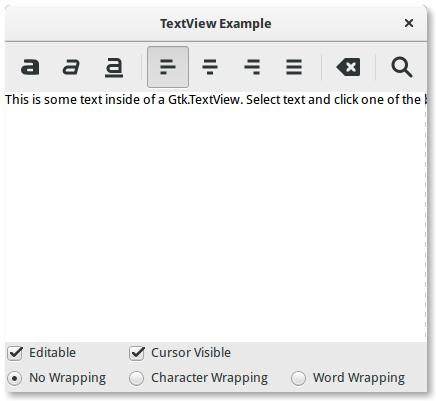 TextView Example
a a a
This is some text inside of a Gtk.TextView. Select text and click one of the
Editable Cursor Visible
No Wrapping Character Wrapping Word Wrapping